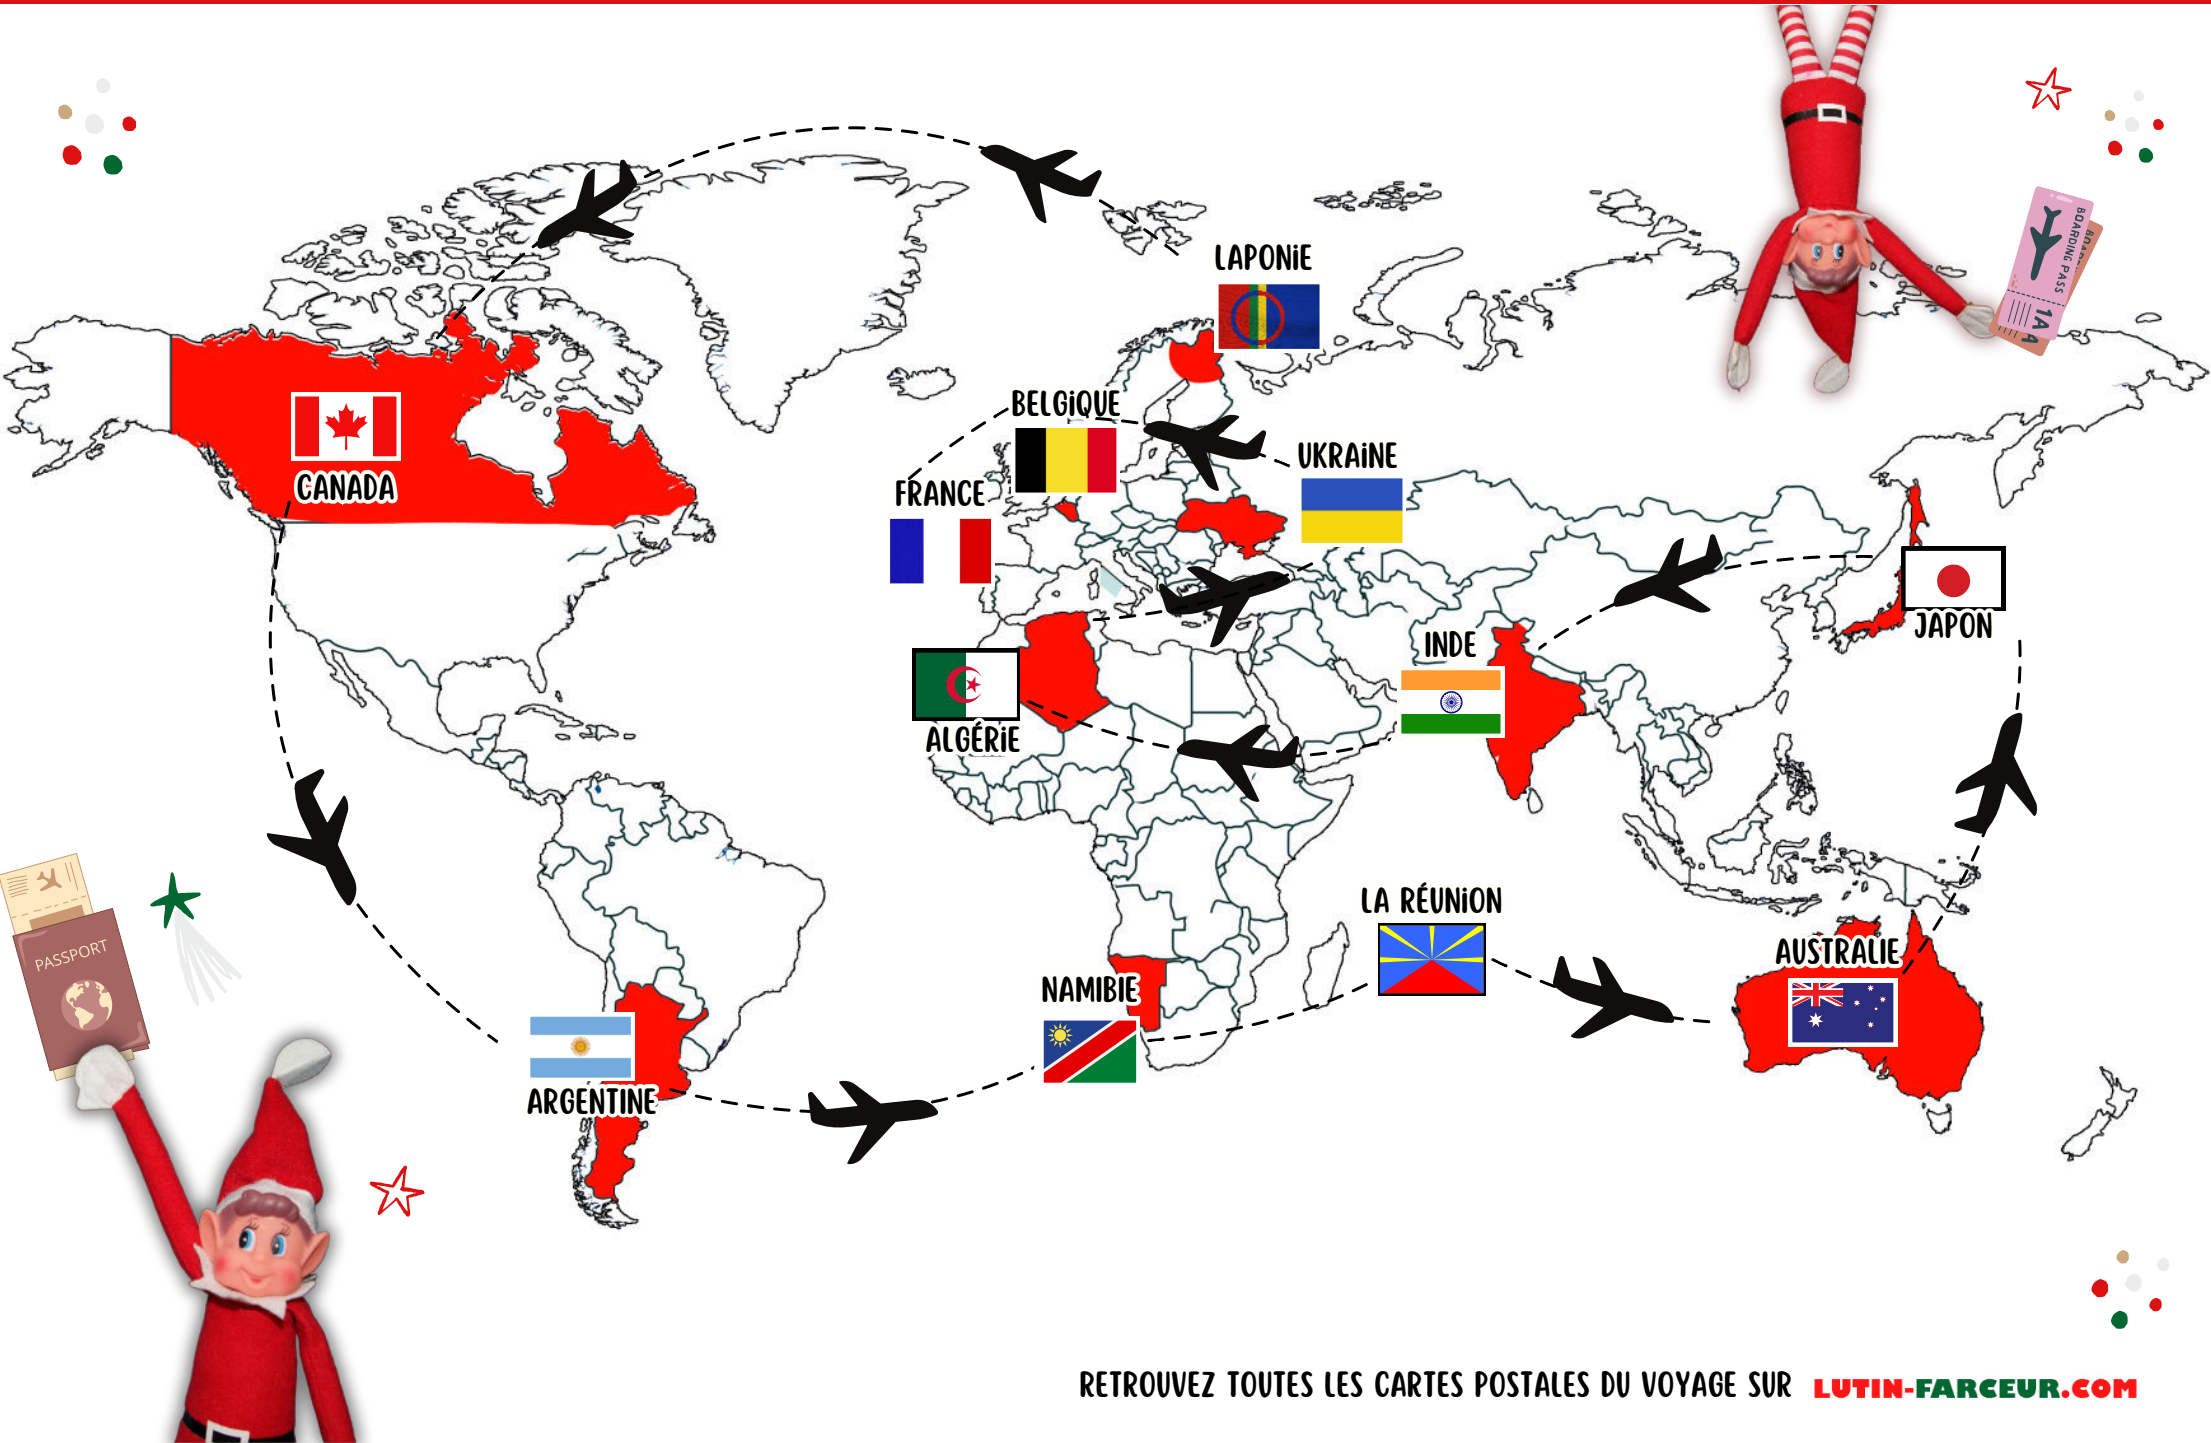 LAPONiE
BELGiQUE
UKRAiNE
FRANCE
CANADA
JAPON
INDE
ALGÉRiE
LA RÉUNiON
AUSTRALIE
NAMIBIE
ARGENTINE
BOARDING PASS
1A
PASSPORT
RETROUVEZ TOUTES LES CARTES POSTALES DU VOYAGE SUR LUTIN-FARCEUR.COM